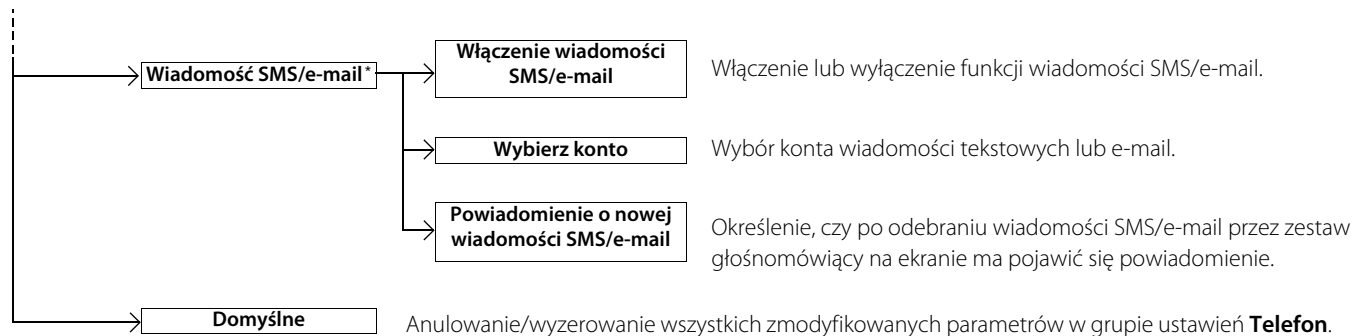 Wiadomość SMS/e-mail*
Włączenie wiadomości
SMS/e-mail
Włączenie lub wyłączenie funkcji wiadomości SMS/e-mail.
Wybierz konto
Wybór konta wiadomości tekstowych lub e-mail.
Powiadomienie o nowej
wiadomości SMS/e-mail
Określenie, czy po odebraniu wiadomości SMS/e-mail przez zestaw
głośnomówiący na ekranie ma pojawić się powiadomienie.
Domyślne
Anulowanie/wyzerowanie wszystkich zmodyfikowanych parametrów w grupie ustawień Telefon.